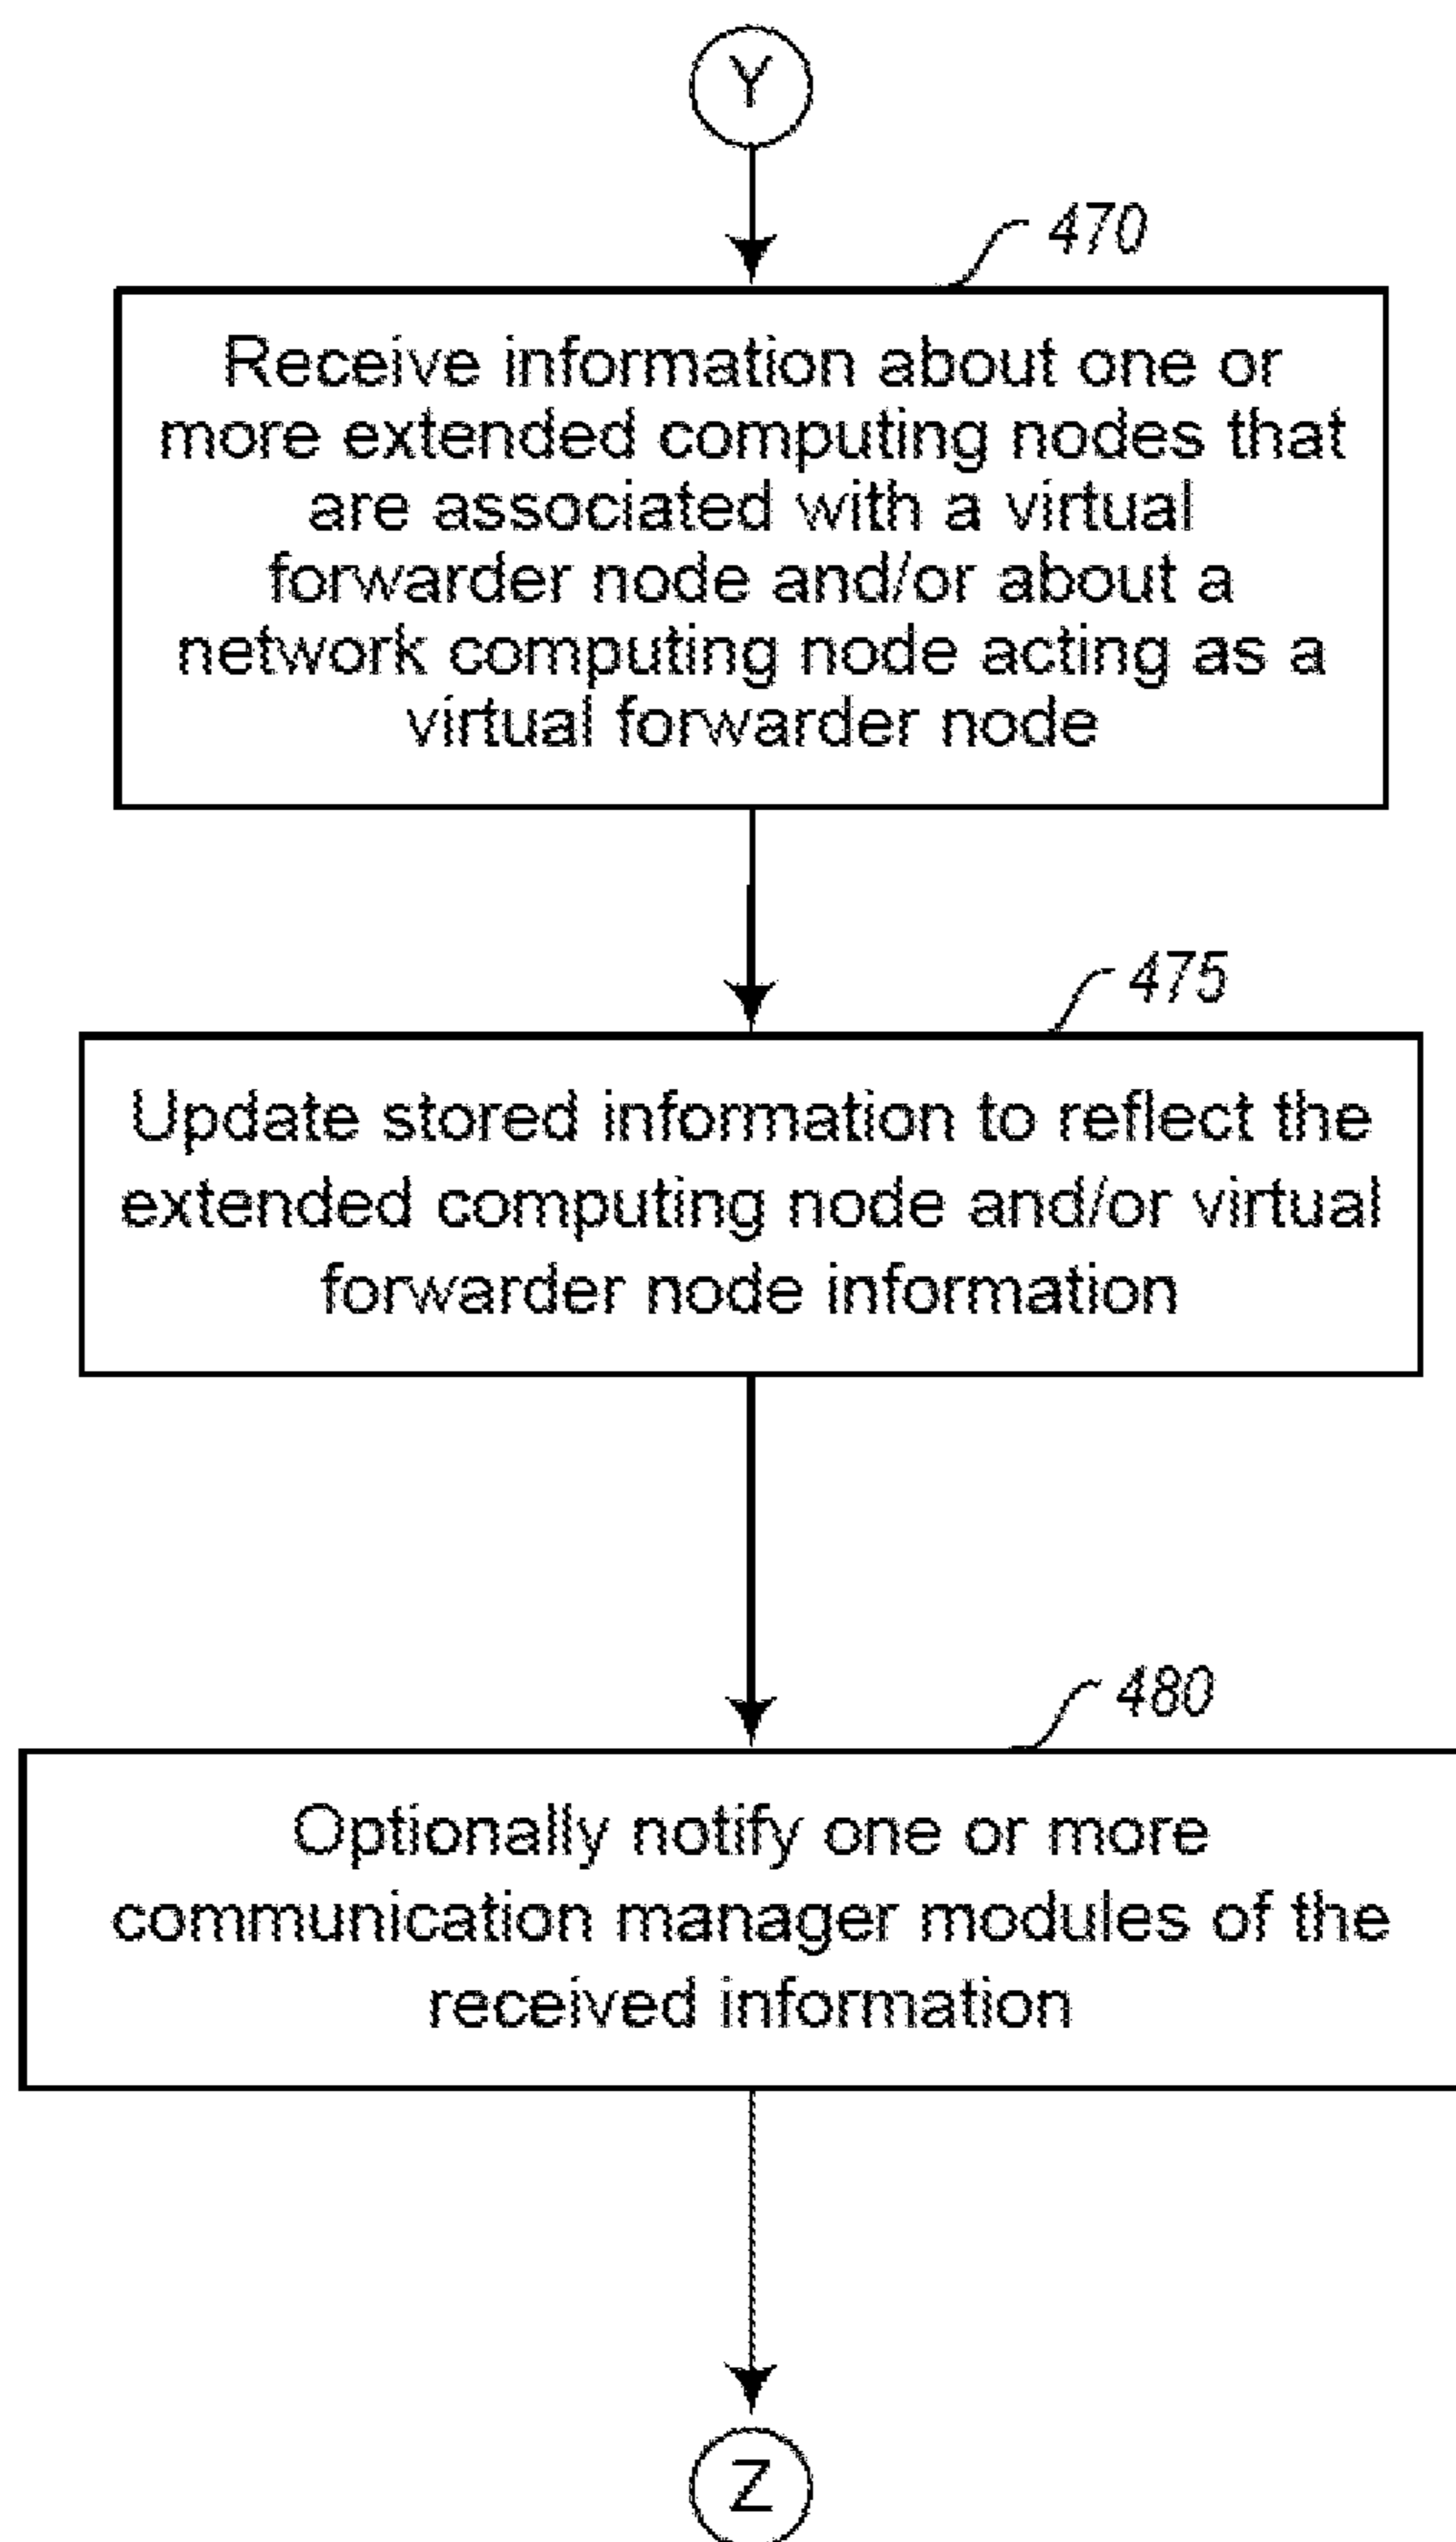 Y
470
Receive information about one or
more extended computing nodes that
are associated with a virtual
forwarder node and/or about a
network computing node acting as a
virtual forwarder node
475
Update stored information to reflect the
extended computing node and/or virtual
forwarder node information
480
Optionally notify one or more
communication manager modules of the
received information
Z